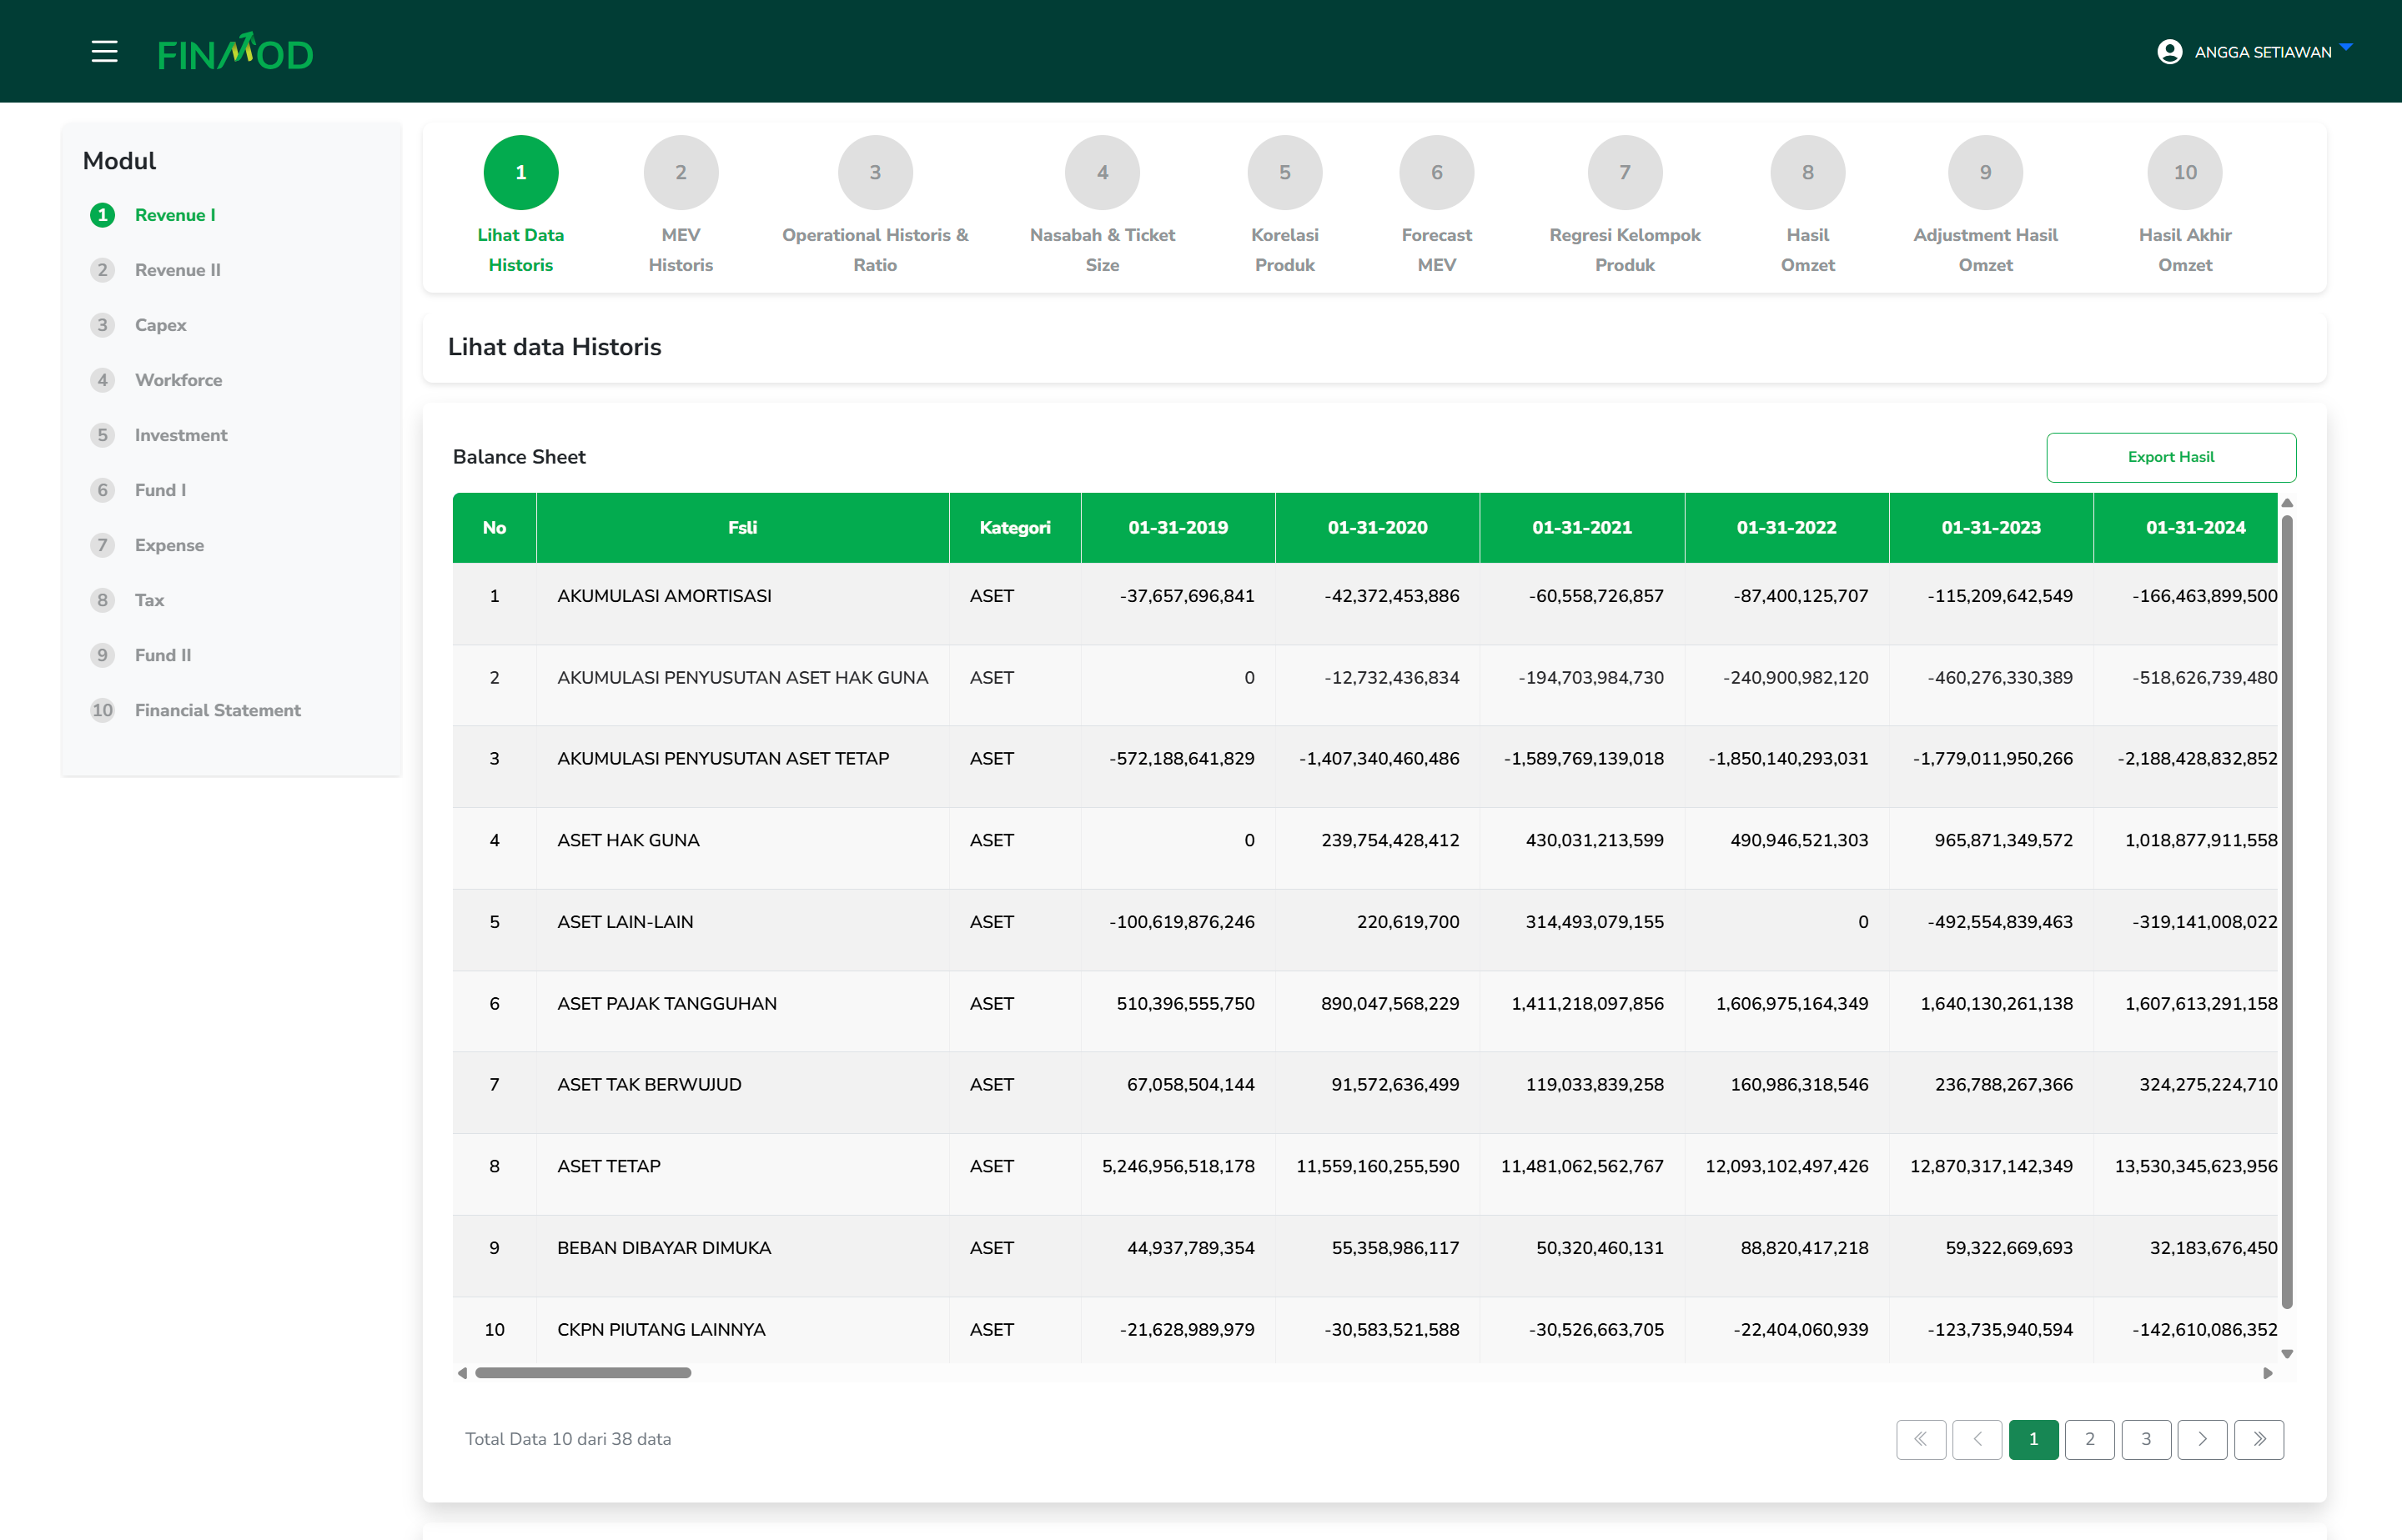 FINMOD
ANGGA SETIAWAN
Modul
1 Revenue I
2 Revenue II
3 Capex
4 Workforce
5 Investment
6 Fund I
7 Expense
8 Tax
9 Fund II
10 Financial Statement
1 2 3 4 5 6 7 8 9 10
Lihat Data MEV Operational Historis & Nasabah & Ticket Korelasi Forecast Regresi Kelompok Hasil Adjustment Hasil Hasil Akhir
Historis Historis Ratio Size Produk MEV Produk Omzet Omzet Omzet
Lihat data Historis
Balance Sheet Export Hasil
No Fsli Kategori 01-31-2019 01-31-2020 01-31-2021 01-31-2022 01-31-2023 01-31-2024
1 AKUMULASI AMORTISASI ASET -37,657,696,841 -42,372,453,886 -60,558,726,857 -87,400,125,707 -115,209,642,549 -166,463,899,500
2 AKUMULASI PENYUSUTAN ASET HAK GUNA ASET 0 -12,732,436,834 -194,703,984,730 -240,900,982,120 -460,276,330,389 -518,626,739,480
3 AKUMULASI PENYUSUTAN ASET TETAP ASET -572,188,641,829 -1,407,340,460,486 -1,589,769,139,018 -1,850,140,293,031 -1,779,011,950,266 -2,188,428,832,852
4 ASET HAK GUNA ASET 0 239,754,428,412 430,031,213,599 490,946,521,303 965,871,349,572 1,018,877,911,558
5 ASET LAIN-LAIN ASET -100,619,876,246 220,619,700 314,493,079,155 0 -492,554,839,463 -319,141,008,022
6 ASET PAJAK TANGGUHAN ASET 510,396,555,750 890,047,568,229 1,411,218,097,856 1,606,975,164,349 1,640,130,261,138 1,607,613,291,158
7 ASET TAK BERWUJUD ASET 67,058,504,144 91,572,636,499 119,033,839,258 160,986,318,546 236,788,267,366 324,275,224,710
8 ASET TETAP ASET 5,246,956,518,178 11,559,160,255,590 11,481,062,562,767 12,093,102,497,426 12,870,317,142,349 13,530,345,623,956
9 BEBAN DIBAYAR DIMUKA ASET 44,937,789,354 55,358,986,117 50,320,460,131 88,820,417,218 59,322,669,693 32,183,676,450
10 CKPN PIUTANG LAINNYA ASET -21,628,989,979 -30,583,521,588 -30,526,663,705 -22,404,060,939 -123,735,940,594 -142,610,086,352
Total Data 10 dari 38 data 1 2 3